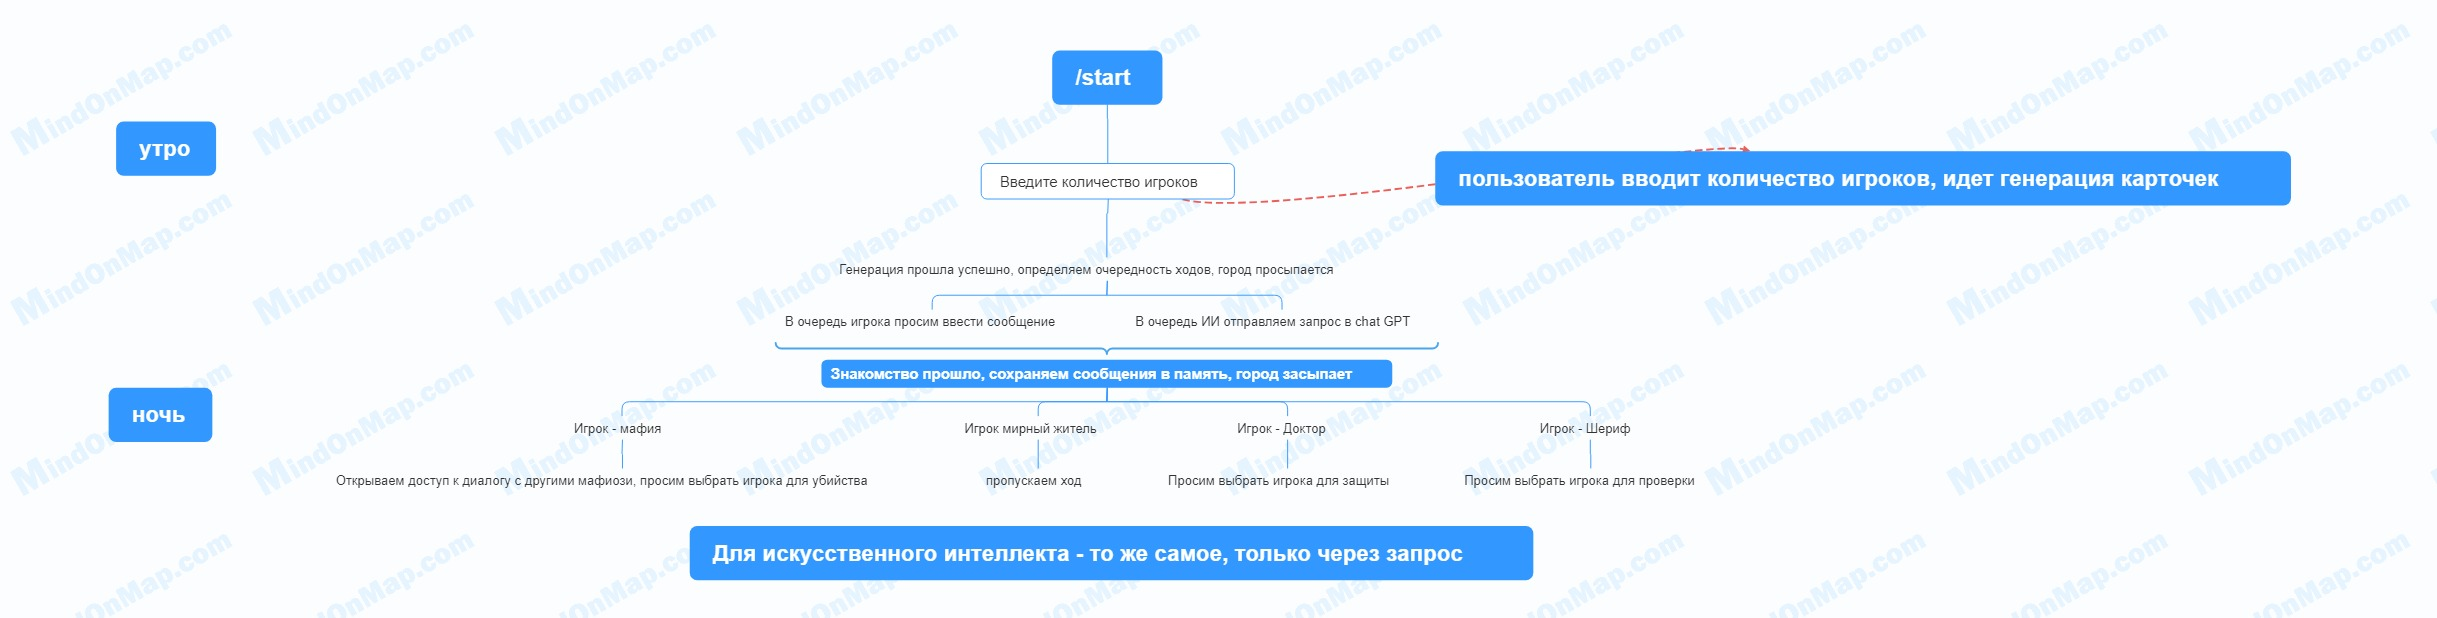 /start
утро
Введите количество игроков
пользователь вводит количество игроков, идет генерация карточек
Генерация прошла успешно, определяем очередность ходов, город просыпается
В очередь игрока просим ввести сообщение
В очередь ИИ отправляем запрос в chat GPT
Знакомство прошло, сохраняем сообщения в память, город засыпает
ночь
Игрок - мафия
Игрок мирный житель
Игрок - Доктор
Игрок - Шериф
Открываем доступ к диалогу с другими мафиози, просим выбрать игрока для убийства
пропускаем ход
Просим выбрать игрока для защиты
Просим выбрать игрока для проверки
Для искусственного интеллекта - то же самое, только через запрос
MindOnMap.com